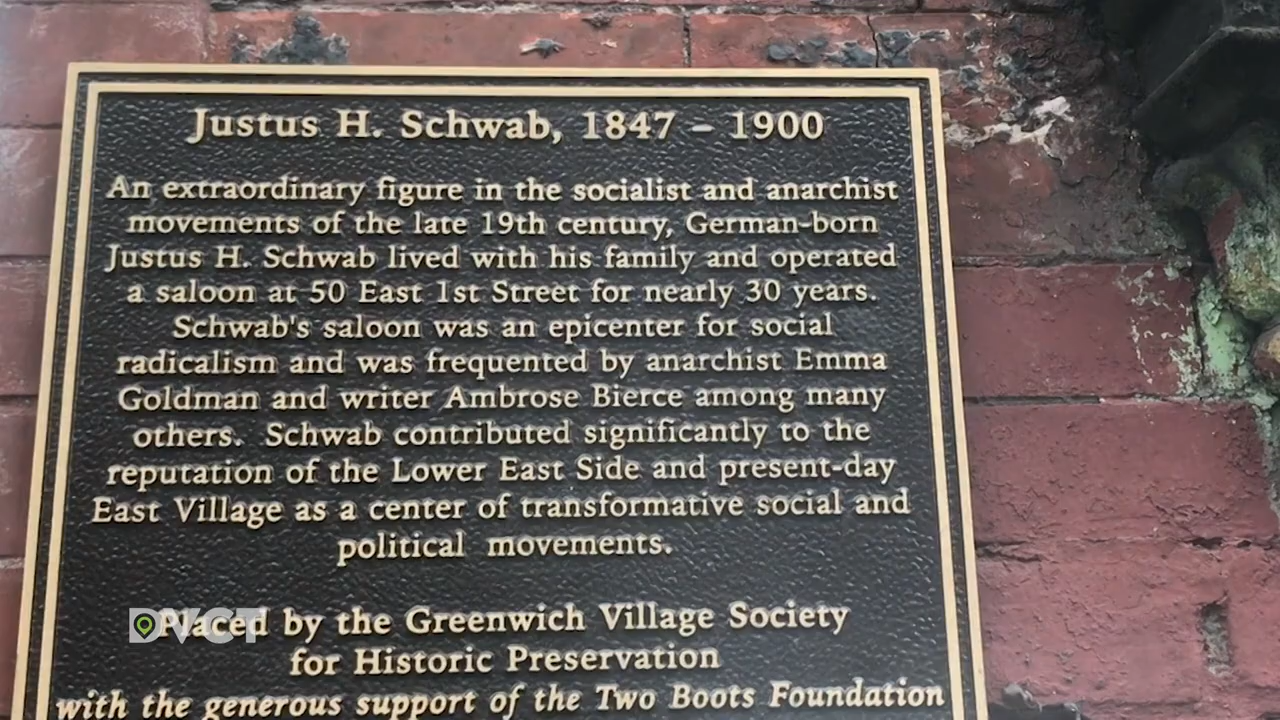 Justus H. Schwab, 1847 – 1900
An extraordinary figure in the socialist and anarchist
movements of the late 19th century, German-born
Justus H. Schwab lived with his family and operated
a saloon at 50 East 1st Street for nearly 30 years.
Schwab's saloon was an epicenter for social
radicalism and was frequented by anarchist Emma
Goldman and writer Ambrose Bierce among many
others. Schwab contributed significantly to the
reputation of the Lower East Side and present-day
East Village as a center of transformative social and
political movements.
Placed by the Greenwich Village Society
for Historic Preservation
with the generous support of the Two Boots Foundation
DVCT